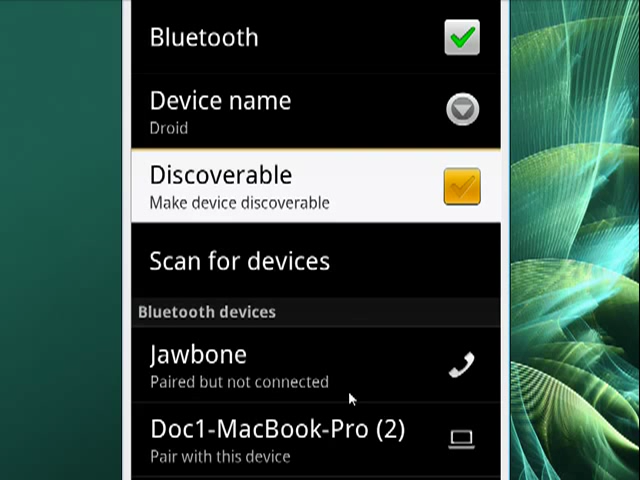 Bluetooth
Device name
Droid
Discoverable
Make device discoverable
Scan for devices
Bluetooth devices
Jawbone
Paired but not connected
Doc1-MacBook-Pro (2)
Pair with this device